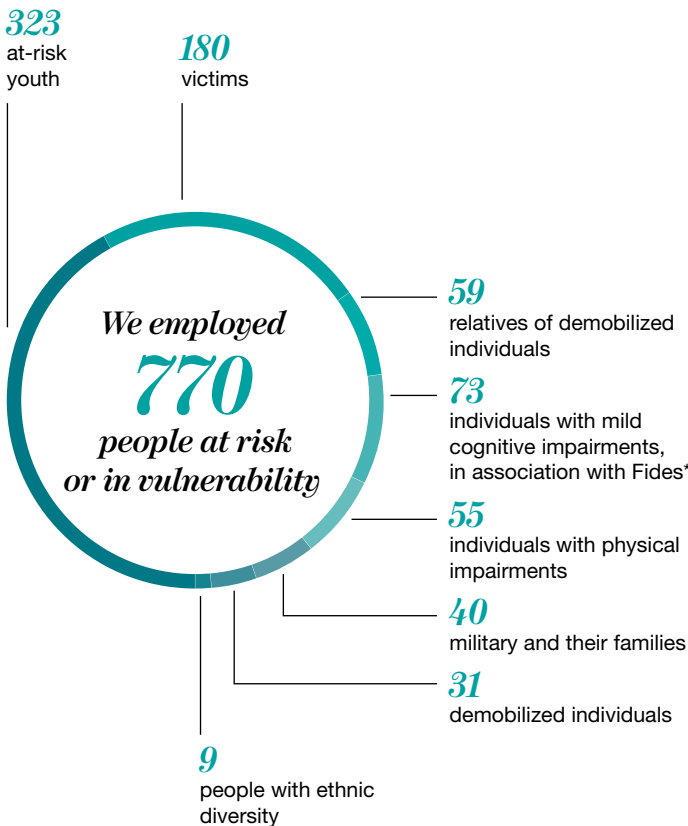 323
at-risk
youth
180
victims
We employed
770
people at risk
or in vulnerability
59
relatives of demobilized
individuals
73
individuals with mild
cognitive impairments,
in association with Fides*
55
individuals with physical
impairments
40
military and their families
31
demobilized individuals
9
people with ethnic
diversity